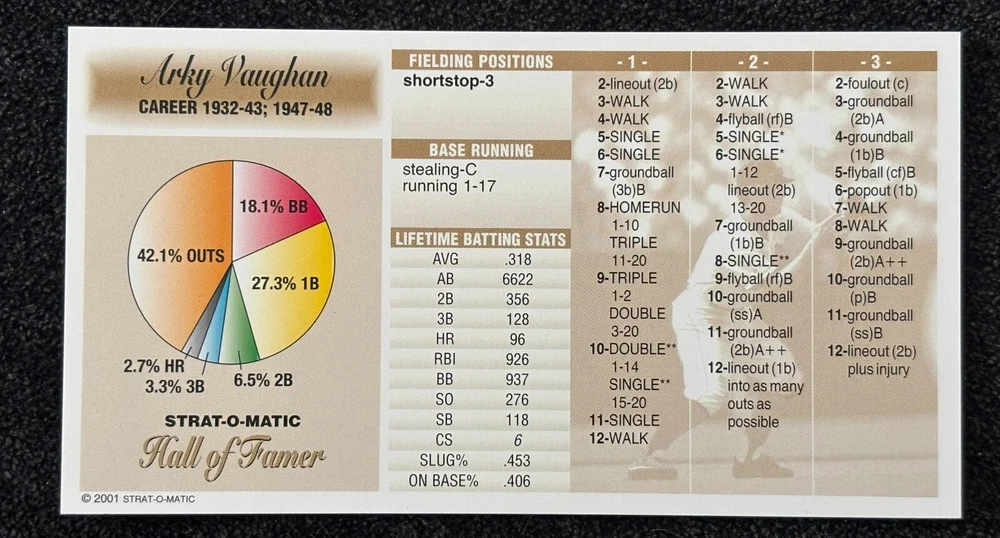 Arky Vaughan
CAREER 1932-43; 1947-48
18.1% BB
42.1% OUTS
27.3% 1B
2.7% HR
3.3% 3B
6.5% 2B
STRAT-O-MATIC
Hall of Famer
© 2001 STRAT-O-MATIC
FIELDING POSITIONS
shortstop-3
BASE RUNNING
stealing-C
running 1-17
LIFETIME BATTING STATS
AVG .318
AB 6622
2B 356
3B 128
HR 96
RBI 926
BB 937
SO 276
SB 118
CS 6
SLUG% .453
ON BASE% .406
- 1 -
2-lineout (2b)
3-WALK
4-WALK
5-SINGLE
6-SINGLE
7-groundball
(3b)B
8-HOMERUN
1-10
TRIPLE
11-20
9-TRIPLE
1-2
DOUBLE
3-20
10-DOUBLE**
1-14
SINGLE**
15-20
11-SINGLE
12-WALK
- 2 -
2-WALK
3-WALK
4-flyball (rf)B
5-SINGLE*
6-SINGLE*
1-12
lineout (2b)
13-20
7-groundball
(1b)B
8-SINGLE**
9-flyball (rf)B
10-groundball
(ss)A
11-groundball
(2b)A++
12-lineout (1b)
into as many
outs as
possible
- 3 -
2-foulout (c)
3-groundball
(2b)A
4-groundball
(1b)B
5-flyball (cf)B
6-popout (1b)
7-WALK
8-WALK
9-groundball
(2b)A++
10-groundball
(p)B
11-groundball
(ss)B
12-lineout (2b)
plus injury